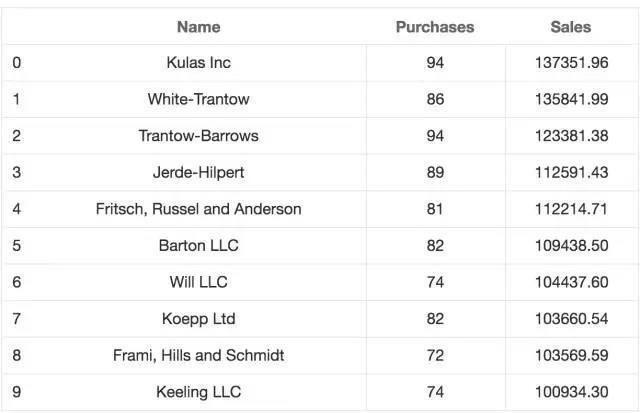 Name Purchases Sales
0 Kulas Inc 94 137351.96
1 White-Trantow 86 135841.99
2 Trantow-Barrows 94 123381.38
3 Jerde-Hilpert 89 112591.43
4 Fritsch, Russel and Anderson 81 112214.71
5 Barton LLC 82 109438.50
6 Will LLC 74 104437.60
7 Koepp Ltd 82 103660.54
8 Frami, Hills and Schmidt 72 103569.59
9 Keeling LLC 74 100934.30